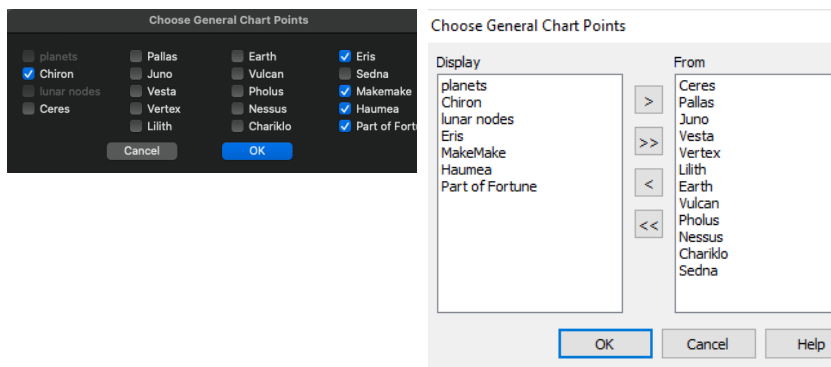 Choose General Chart Points
planets
Chiron
lunar nodes
Ceres
Pallas
Juno
Vesta
Vertex
Lilith
Earth
Vulcan
Pholus
Nessus
Chariklo
Eris
Sedna
Makemake
Haumea
Part of Fort
Cancel
OK
Choose General Chart Points
Display
planets
Chiron
lunar nodes
Eris
MakeMake
Haumea
Part of Fortune
>
>>
<
<<
From
Ceres
Pallas
Juno
Vesta
Vertex
Lilith
Earth
Vulcan
Pholus
Nessus
Chariklo
Sedna
OK
Cancel
Help